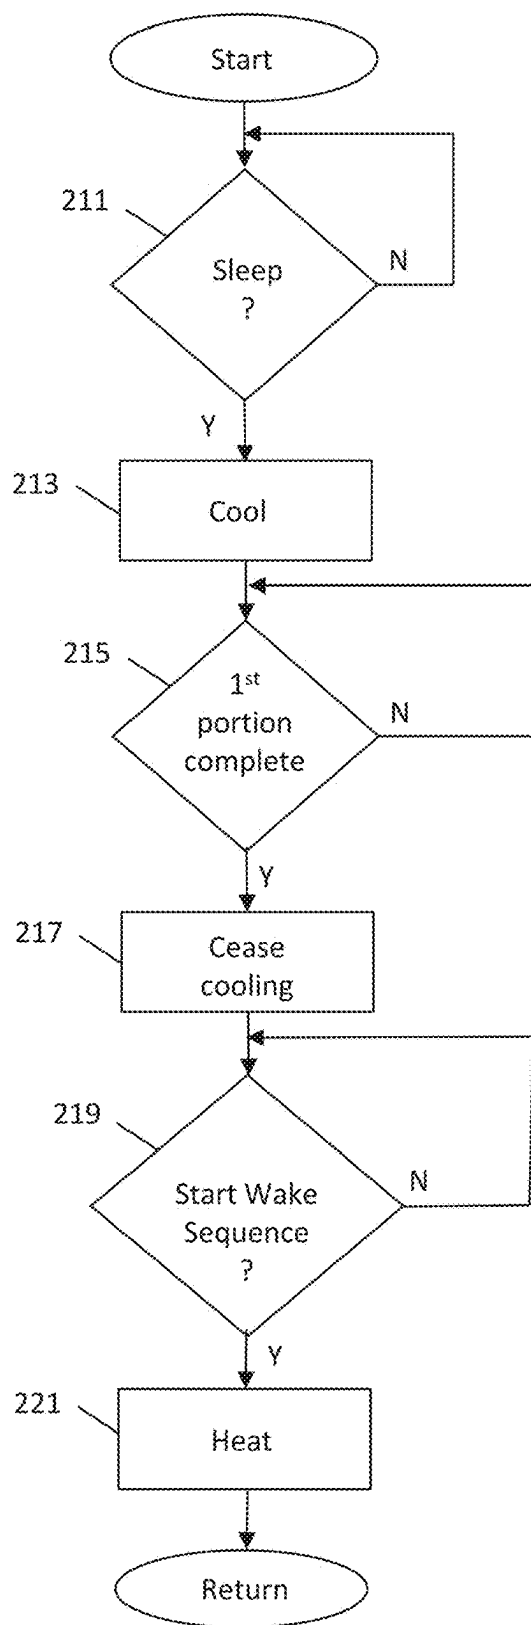 Start
211
Sleep
?
N
Y
213
Cool
215
1st
portion
complete
N
Y
217
Cease
cooling
219
Start Wake
Sequence
?
N
Y
221
Heat
Return